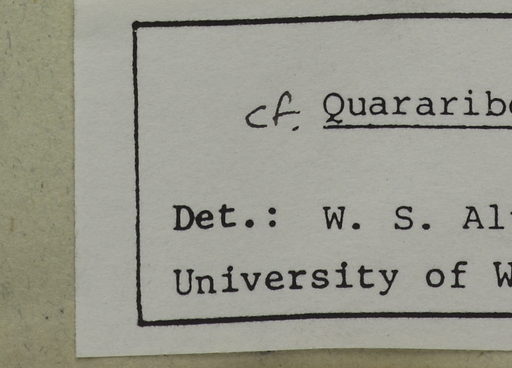 cf. Quararib
Det.: W. S. Al
University of W